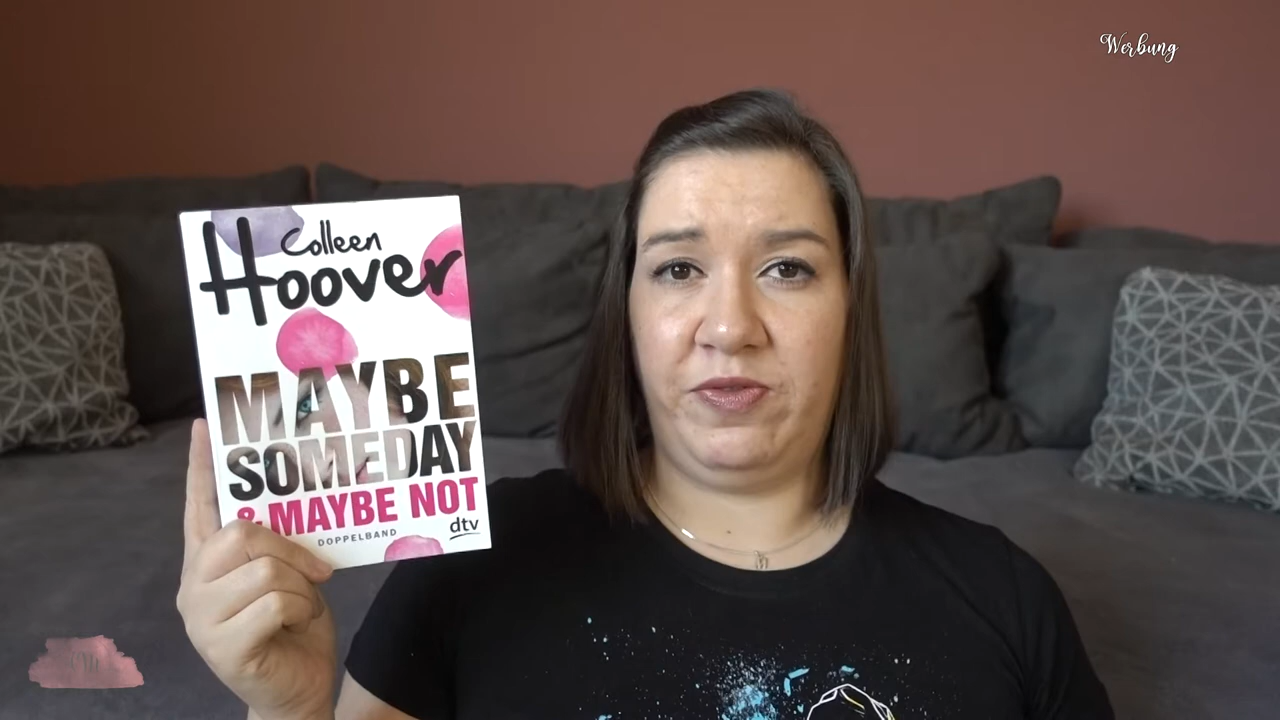 Werbung
Colleen
Hoover
MAYBE
SOMEDAY
& MAYBE NOT
DOPPELBAND
dtv